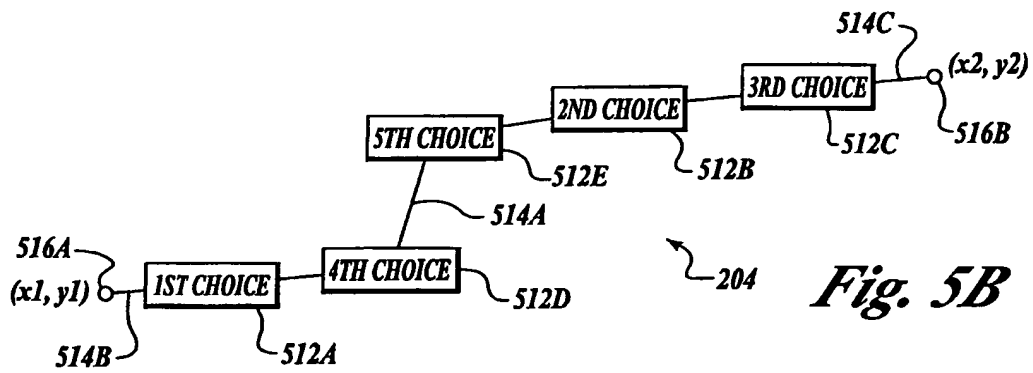 514C
(x2, y2)
3RD CHOICE
2ND CHOICE
516B
5TH CHOICE
512C
512B
512E
514A
516A
4TH CHOICE
1ST CHOICE
(x1, y1)
204
512D
Fig. 5B
514B
512A